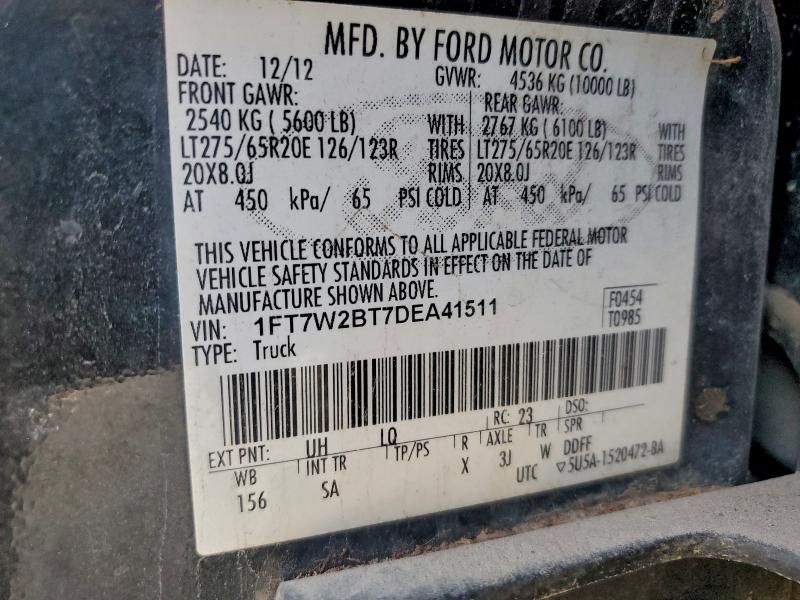 MFD. BY FORD MOTOR CO.
DATE: 12/12 GVWR: 4536 KG (10000 LB)
FRONT GAWR: REAR GAWR:
2540 KG ( 5600 LB) WITH 2767 KG ( 6100 LB) WITH
LT275/65R20E 126/123R TIRES LT275/65R20E 126/123R TIRES
20X8.0J RIMS 20X8.0J RIMS
AT 450 kPa/ 65 PSI COLD AT 450 kPa/ 65 PSI COLD
THIS VEHICLE CONFORMS TO ALL APPLICABLE FEDERAL MOTOR
VEHICLE SAFETY STANDARDS IN EFFECT ON THE DATE OF
MANUFACTURE SHOWN ABOVE.
VIN: 1FT7W2BT7DEA41511 F0454
TYPE: Truck T0985
EXT PNT: UH LQ RC: 23 DSO:
WB INT TR TP/PS R AXLE TR SPR
156 SA X 3J W DDFF
UTC ▽5U5A-1520472-BA